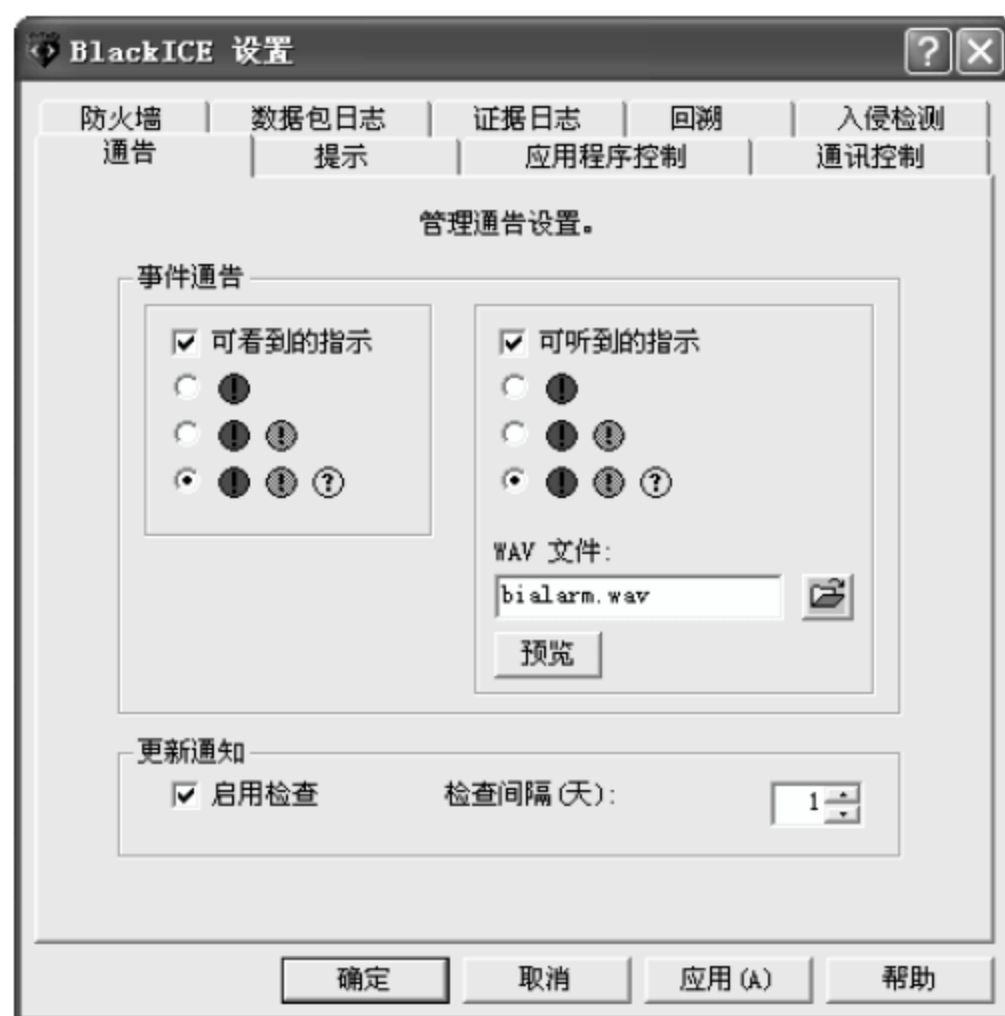 BlackICE 设置
防火墙 数据包日志 证据日志 回溯 入侵检测
通告 提示 应用程序控制 通讯控制
管理通告设置。
事件通告
可看到的指示 可听到的指示
WAV 文件:
bialarm.wav
预览
更新通知
启用检查 检查间隔(天): 1
确定 取消 应用(A) 帮助